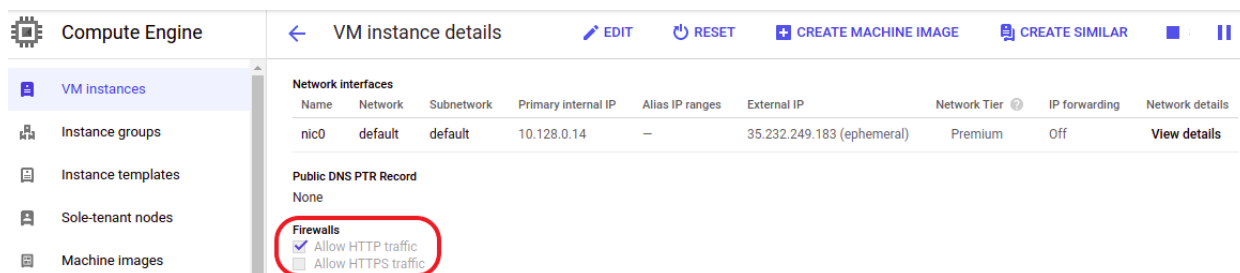 Compute Engine
VM instance details
EDIT
RESET
CREATE MACHINE IMAGE
CREATE SIMILAR
VM instances
Instance groups
Instance templates
Sole-tenant nodes
Machine images
Network interfaces
Name Network Subnetwork Primary internal IP Alias IP ranges External IP Network Tier IP forwarding Network details
nic0 default default 10.128.0.14 — 35.232.249.183 (ephemeral) Premium Off View details
Public DNS PTR Record
None
Firewalls
Allow HTTP traffic
Allow HTTPS traffic